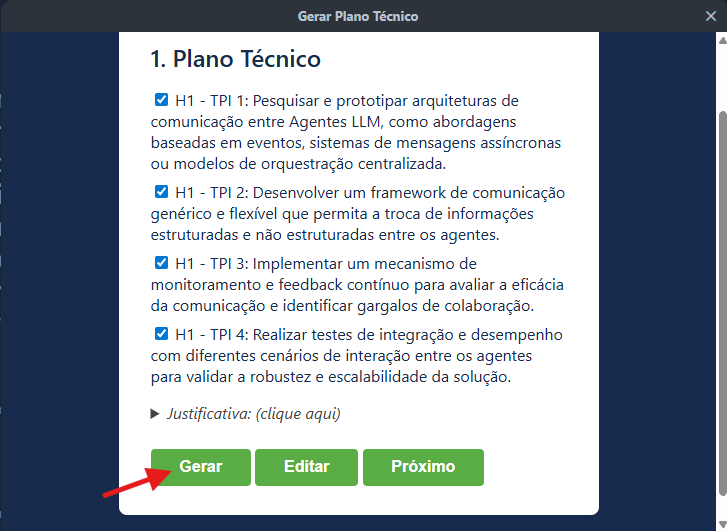 Gerar Plano Técnico
1. Plano Técnico
H1 - TPI 1: Pesquisar e prototipar arquiteturas de
comunicação entre Agentes LLM, como abordagens
baseadas em eventos, sistemas de mensagens assíncronas
ou modelos de orquestração centralizada.
H1 - TPI 2: Desenvolver um framework de comunicação
genérico e flexível que permita a troca de informações
estruturadas e não estruturadas entre os agentes.
H1 - TPI 3: Implementar um mecanismo de
monitoramento e feedback contínuo para avaliar a eficácia
da comunicação e identificar gargalos de colaboração.
H1 - TPI 4: Realizar testes de integração e desempenho
com diferentes cenários de interação entre os agentes
para validar a robustez e escalabilidade da solução.
Justificativa: (clique aqui)
Gerar Editar Próximo